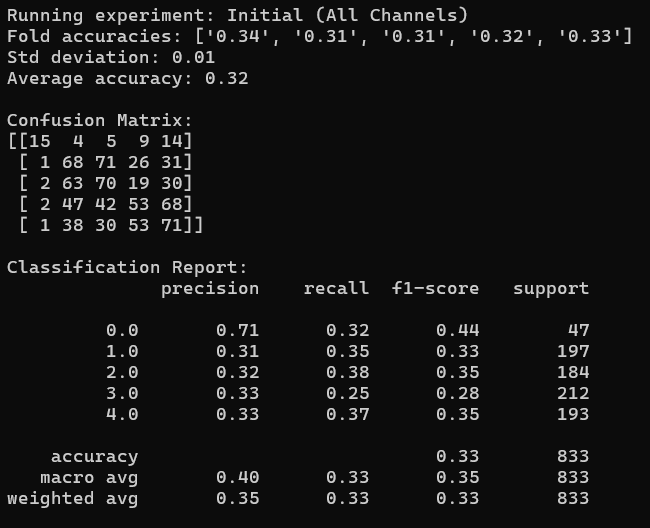 Running experiment: Initial (All Channels)
Fold accuracies: ['0.34', '0.31', '0.31', '0.32', '0.33']
Std deviation: 0.01
Average accuracy: 0.32
Confusion Matrix:
[[15  4  5  9 14]
 [ 1 68 71 26 31]
 [ 2 63 70 19 30]
 [ 2 47 42 53 68]
 [ 1 38 30 53 71]]
Classification Report:
              precision    recall  f1-score   support
         0.0       0.71      0.32      0.44        47
         1.0       0.31      0.35      0.33       197
         2.0       0.32      0.38      0.35       184
         3.0       0.33      0.25      0.28       212
         4.0       0.33      0.37      0.35       193
    accuracy                           0.33       833
   macro avg       0.40      0.33      0.35       833
weighted avg       0.35      0.33      0.33       833